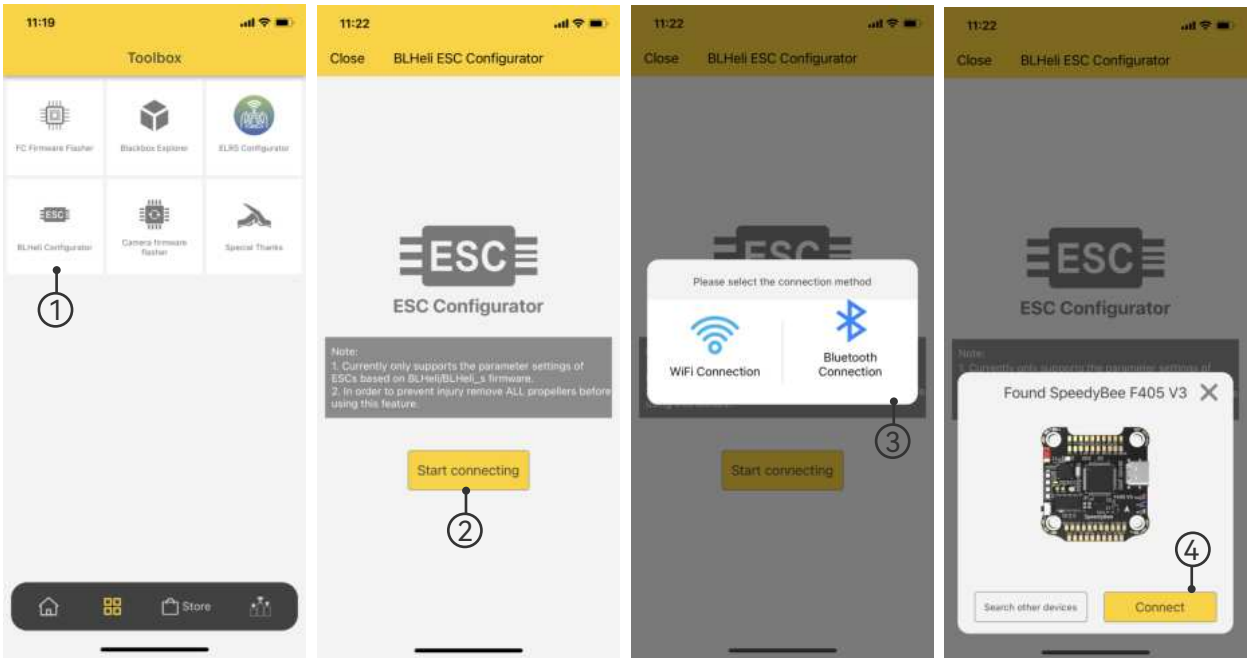 11:19
Toolbox
FC Firmware Flasher
Blackbox Explorer
ELRS Configurator
ESC
BLHeli Configurator
Camera firmware
flasher
Special Thanks
1
Store
11:22
Close
BLHeli ESC Configurator
ESC
ESC Configurator
Note:
1. Currently only supports the parameter settings of
ESCs based on BLHeli/BLHeli_s firmware.
2. In order to prevent injury remove ALL propellers before
using this feature.
Start connecting
2
11:22
Close
BLHeli ESC Configurator
ESC
Please select the connection method
WiFi Connection
Bluetooth
Connection
3
Start connecting
11:22
Close
BLHeli ESC Configurator
ESC
ESC Configurator
Note:
1. Currently only supports the parameter settings of
Found SpeedyBee F405 V3
SpeedyBee
4
Search other devices
Connect